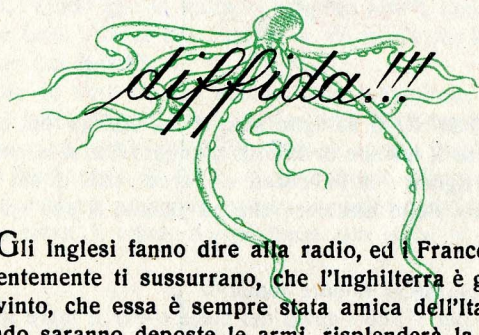 diffida!!!
Gli Inglesi fanno dire alla radio, ed i France
entemente ti sussurrano, che l'Inghilterra è g
vinto, che essa è sempre stata amica dell'Ita
ndo saranno deposte le armi, risplenderà la